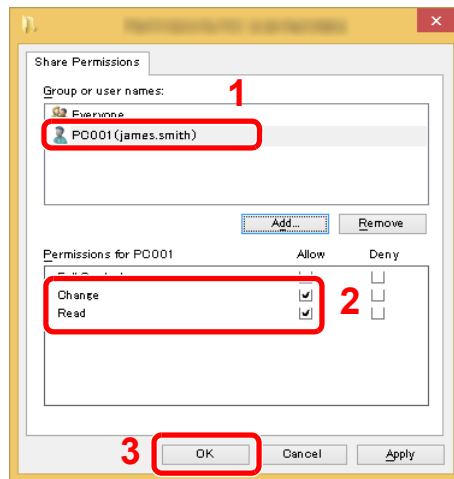 Share Permissions
Group or user names:
1
Everyone
PC001(james.smith)
Add...
Remove
Permissions for PC001
Allow
Deny
Change
2
Read
3
OK
Cancel
Apply